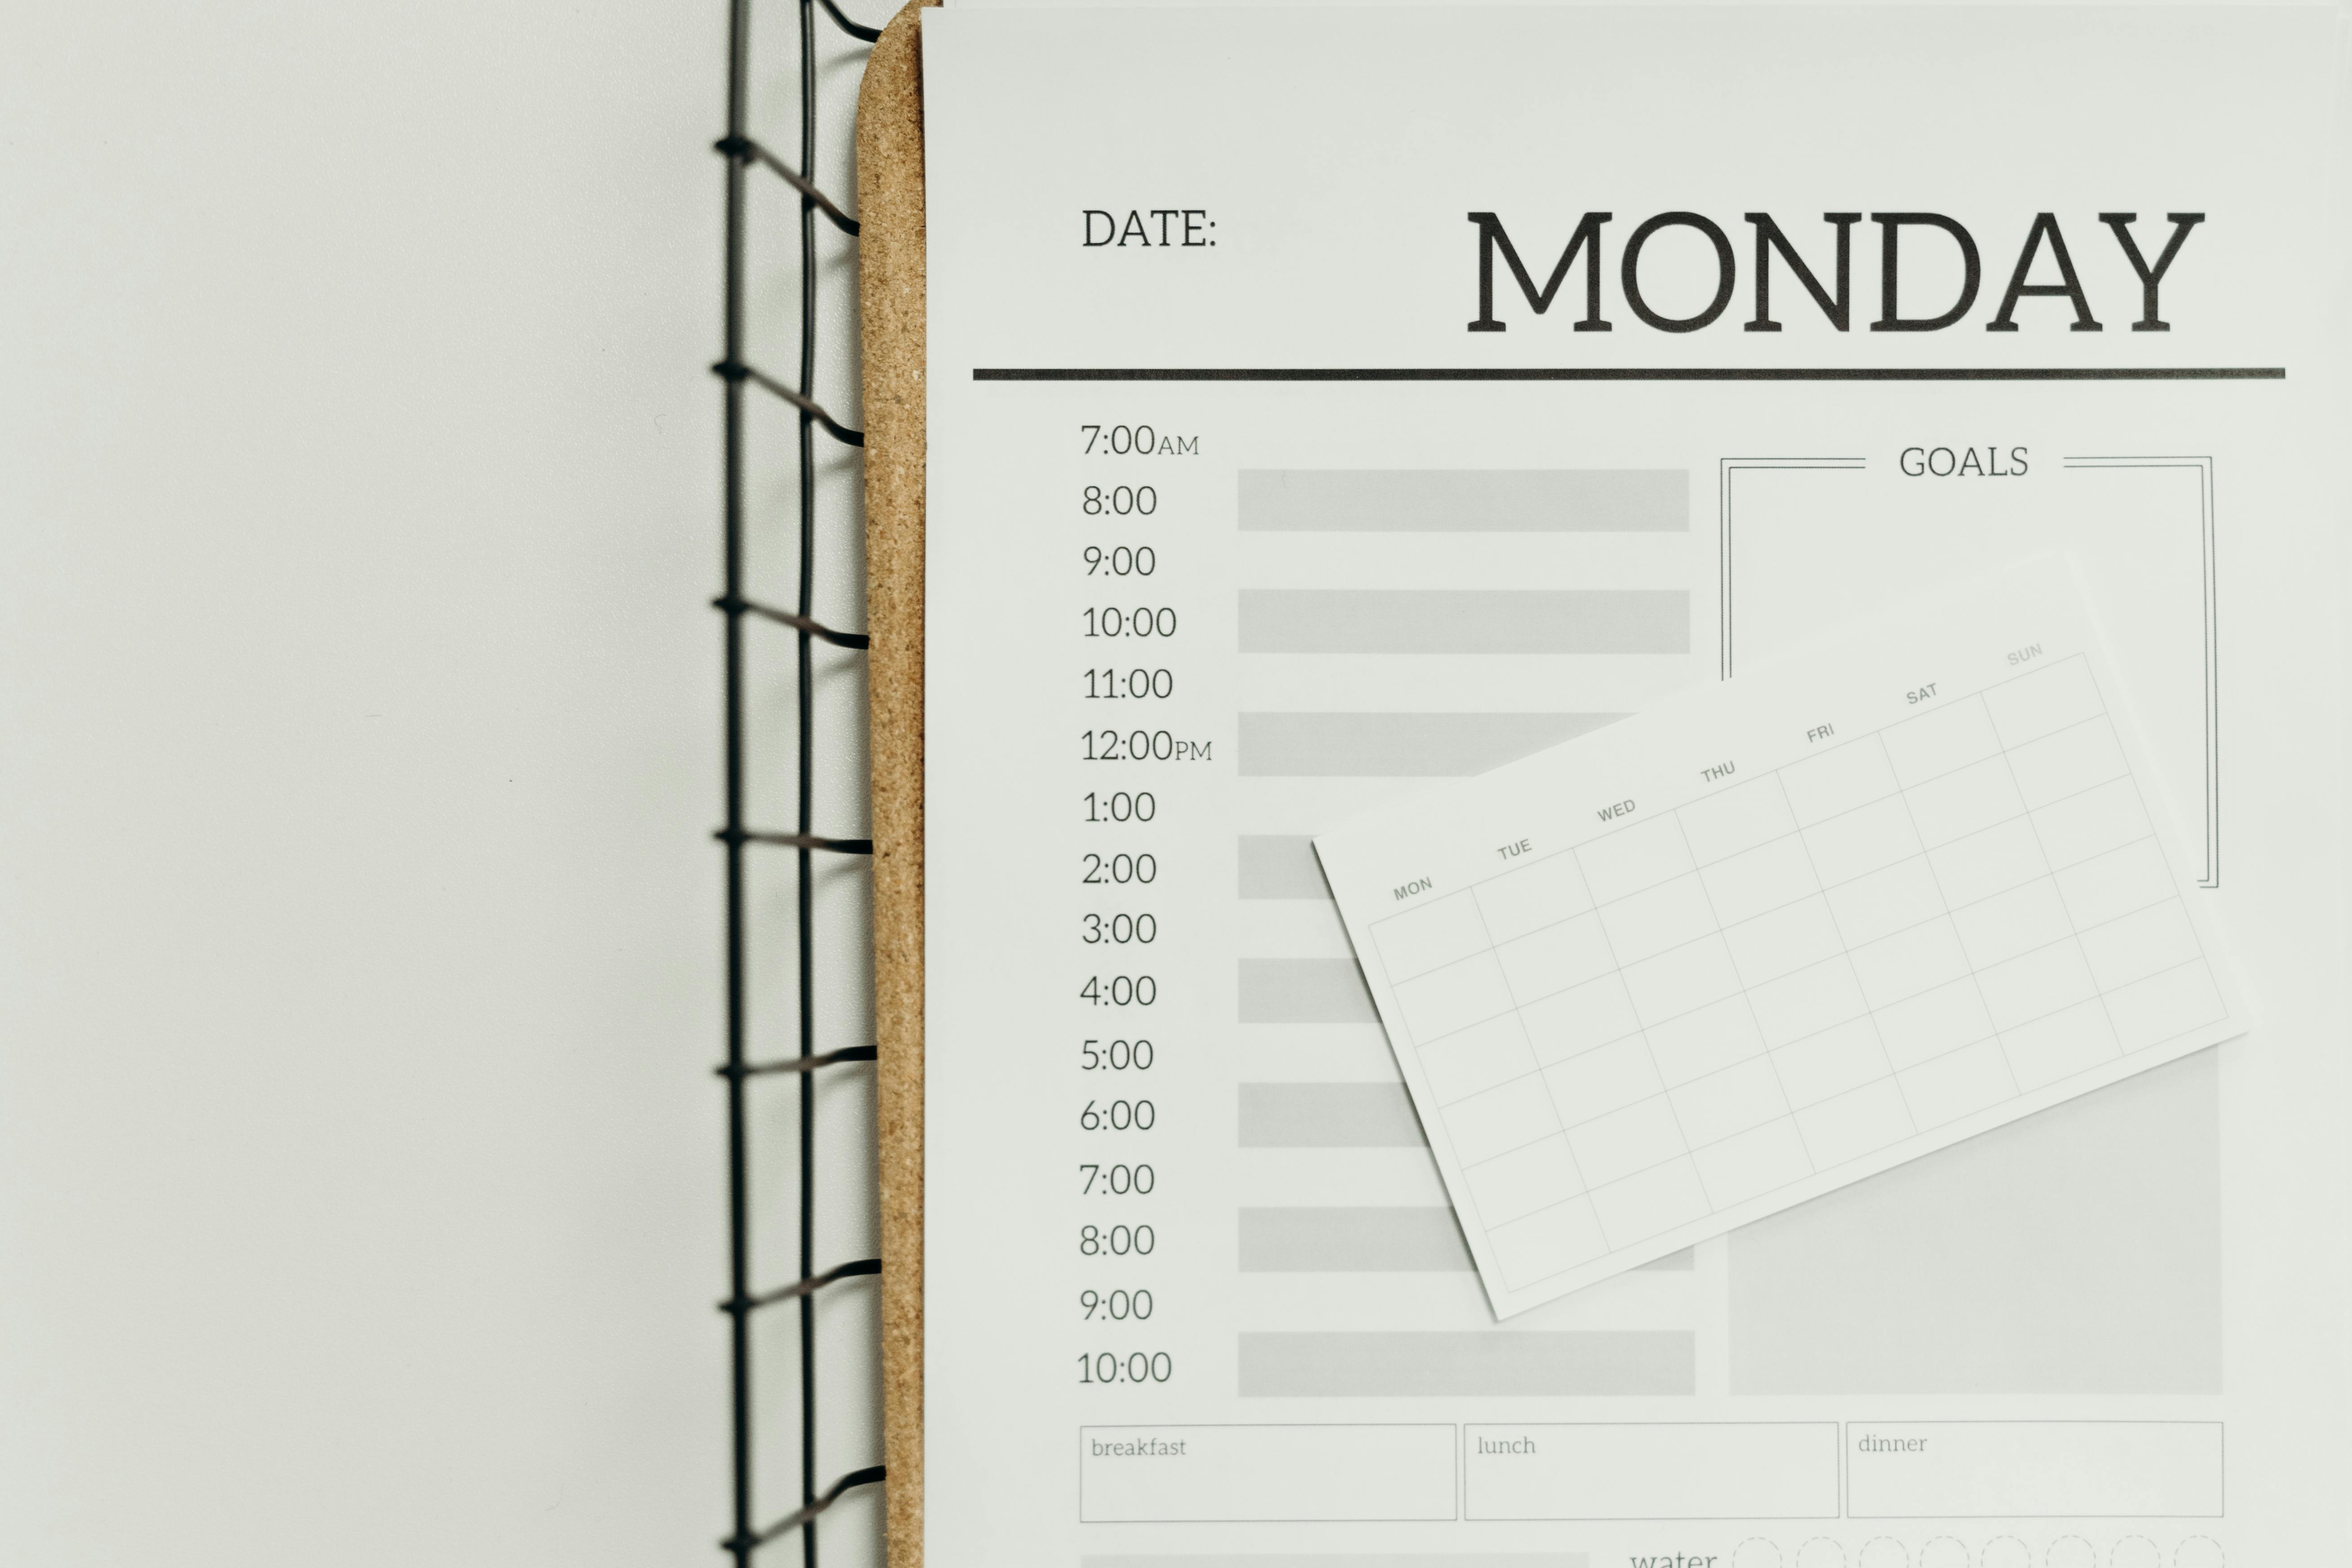 DATE:
MONDAY
7:00AM
8:00
9:00
10:00
11:00
12:00PM
1:00
2:00
3:00
4:00
5:00
6:00
7:00
8:00
9:00
10:00
GOALS
MON TUE WED THU FRI SAT SUN
breakfast
lunch
dinner
water